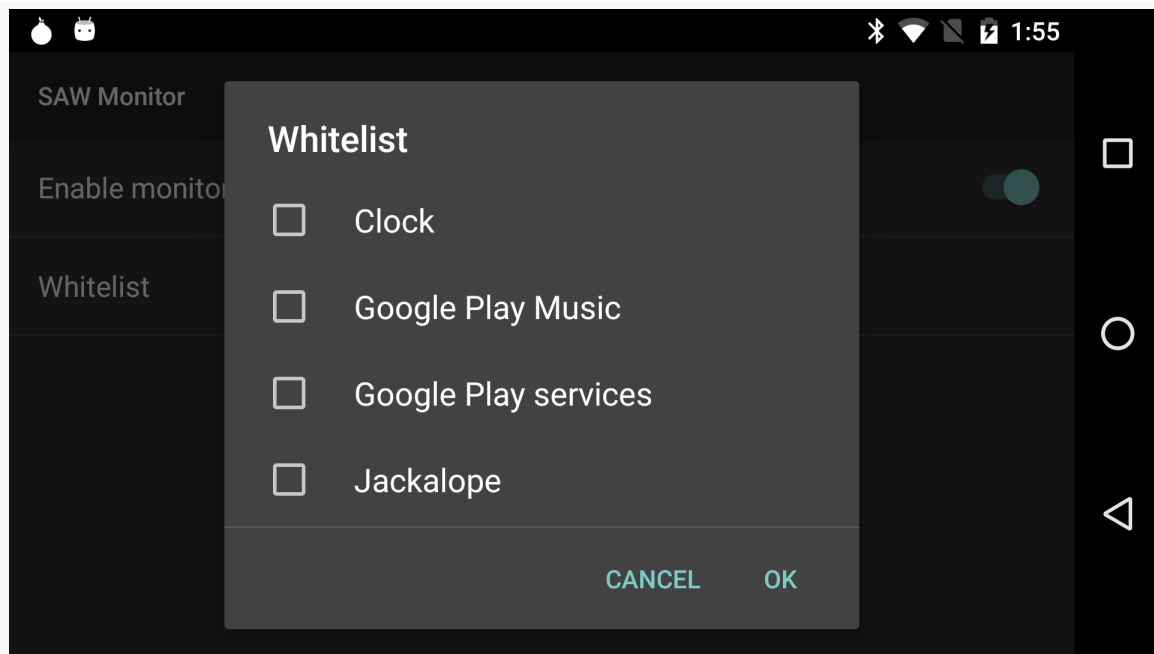 1:55
SAW Monitor
Enable monitor
Whitelist
Whitelist
Clock
Google Play Music
Google Play services
Jackalope
CANCEL OK